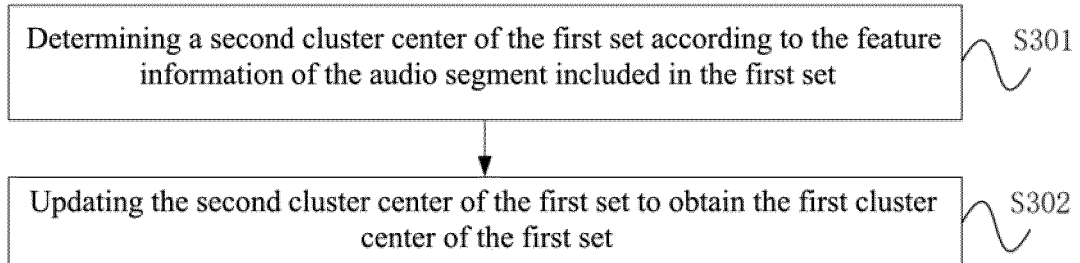 Determining a second cluster center of the first set according to the feature
information of the audio segment included in the first set
S301
Updating the second cluster center of the first set to obtain the first cluster
center of the first set
S302